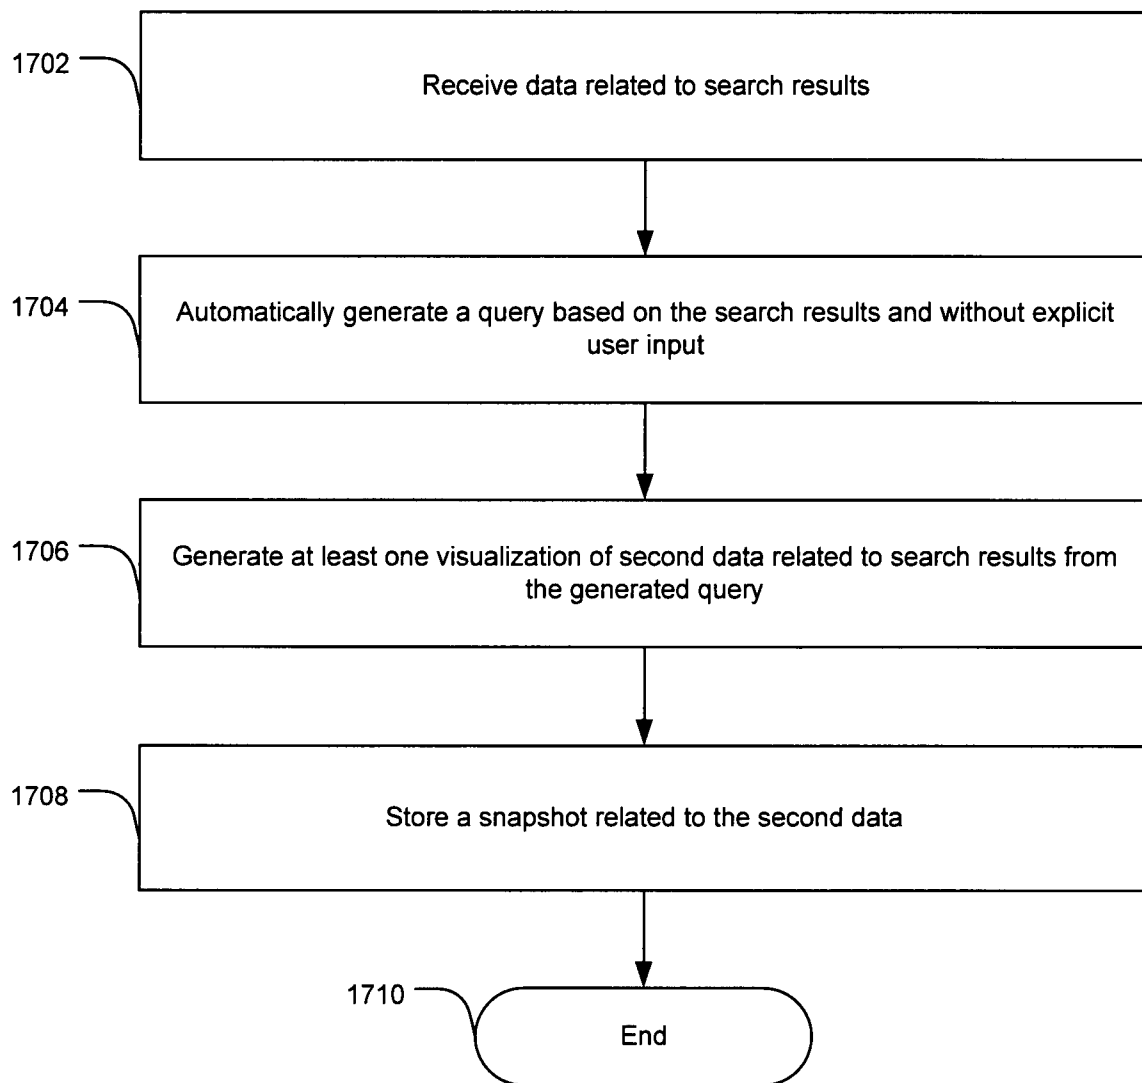 1702
Receive data related to search results
1704
Automatically generate a query based on the search results and without explicit
user input
1706
Generate at least one visualization of second data related to search results from
the generated query
1708
Store a snapshot related to the second data
1710
End